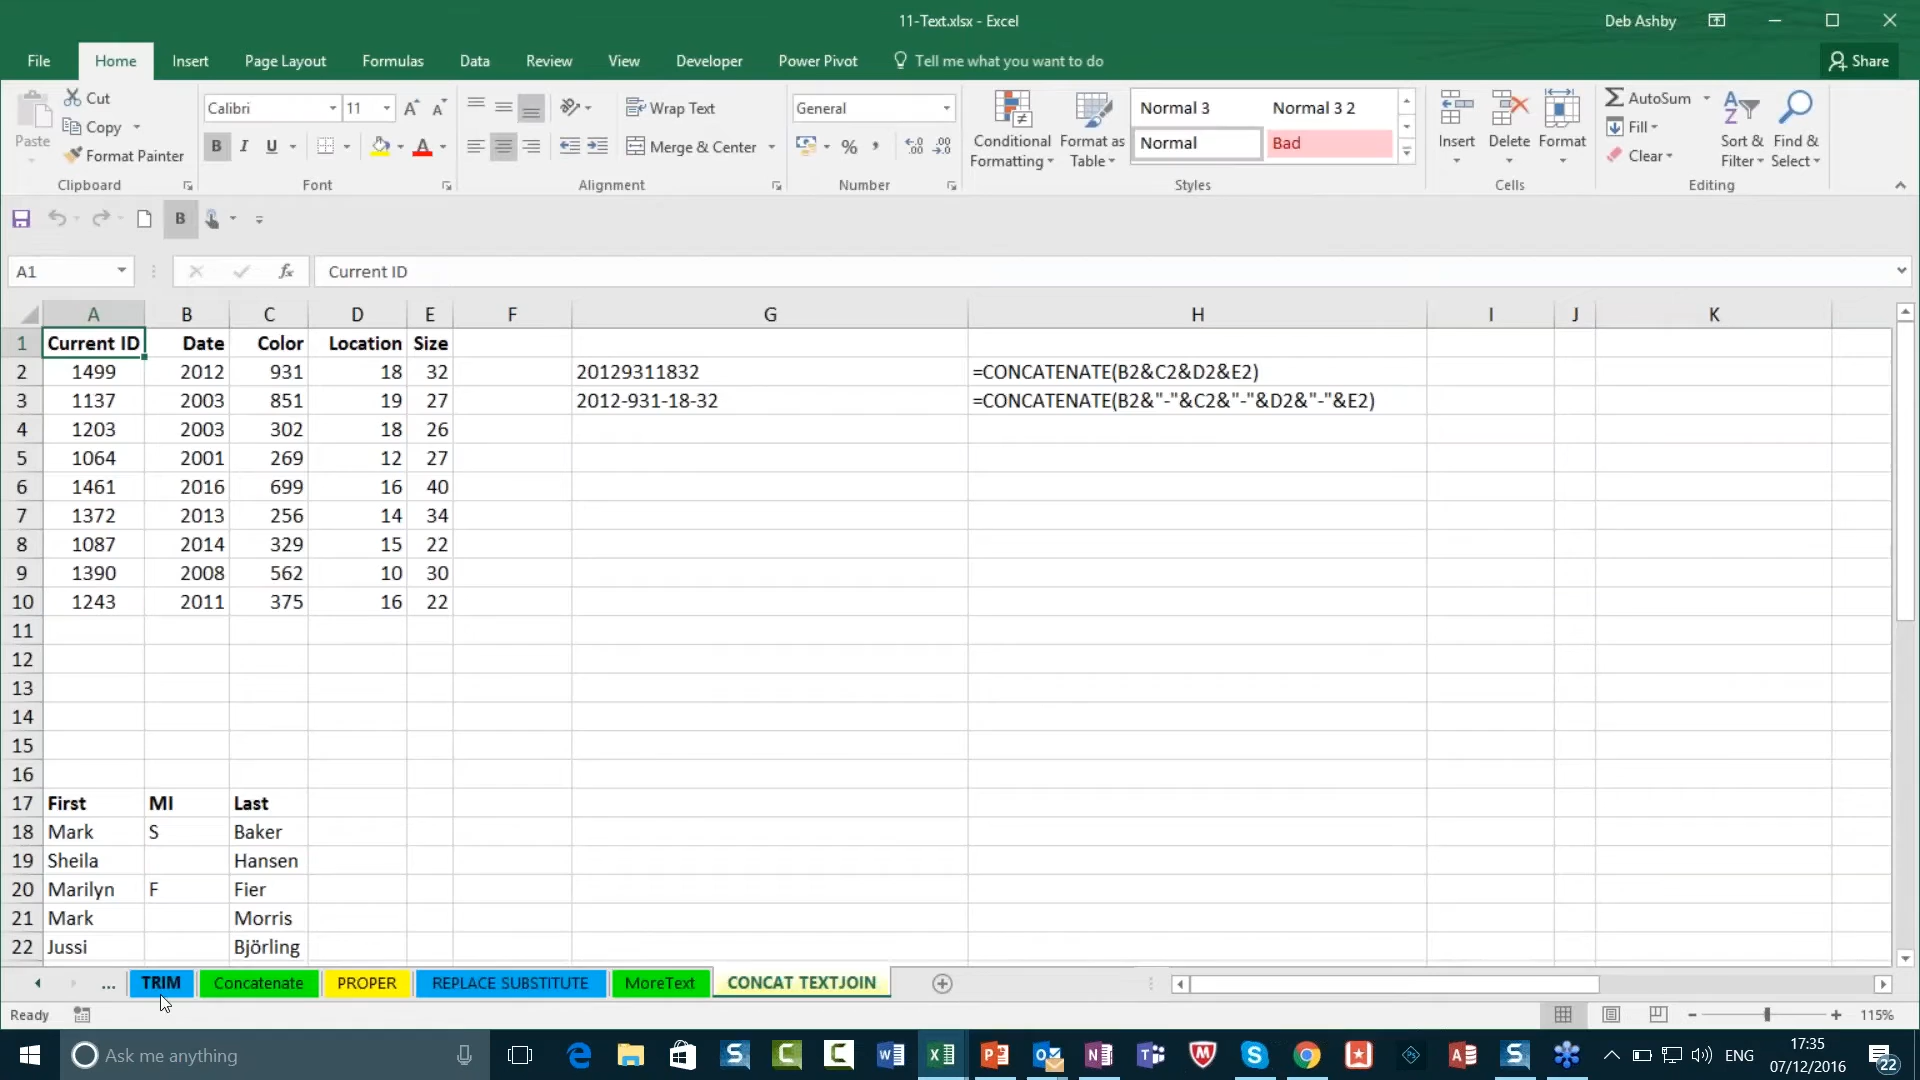 11-Text.xlsx - Excel
Deb Ashby
File Home Insert Page Layout Formulas Data Review View Developer Power Pivot Tell me what you want to do Share
Paste
Cut
Copy
Format Painter
Clipboard
Calibri 11
B I U
Font
Wrap Text
Merge & Center
Alignment
General
Number
Conditional Formatting
Format as Table
Normal 3 Normal 3 2
Normal Bad
Styles
Insert Delete Format
Cells
AutoSum
Fill
Clear
Sort & Filter
Find & Select
Editing
B
A1 fx Current ID
A B C D E F G H I J K
1 Current ID Date Color Location Size
2 1499 2012 931 18 32 20129311832 =CONCATENATE(B2&C2&D2&E2)
3 1137 2003 851 19 27 2012-931-18-32 =CONCATENATE(B2&"-"&C2&"-"&D2&"-"&E2)
4 1203 2003 302 18 26
5 1064 2001 269 12 27
6 1461 2016 699 16 40
7 1372 2013 256 14 34
8 1087 2014 329 15 22
9 1390 2008 562 10 30
10 1243 2011 375 16 22
11
12
13
14
15
16
17 First MI Last
18 Mark S Baker
19 Sheila Hansen
20 Marilyn F Fier
21 Mark Morris
22 Jussi Björling
... TRIM Concatenate PROPER REPLACE SUBSTITUTE MoreText CONCAT TEXTJOIN
Ready 115%
Ask me anything
ENG
17:35
07/12/2016
22